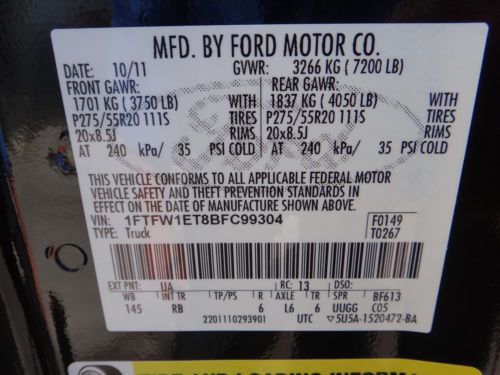 MFD. BY FORD MOTOR CO.
DATE: 10/11 GVWR: 3266 KG ( 7200 LB)
FRONT GAWR: REAR GAWR:
1701 KG ( 3750 LB) WITH 1837 KG ( 4050 LB) WITH
P275/55R20 111S TIRES P275/55R20 111S TIRES
20x8.5J RIMS 20x8.5J RIMS
AT 240 kPa/ 35 PSI COLD AT 240 kPa/ 35 PSI COLD
THIS VEHICLE CONFORMS TO ALL APPLICABLE FEDERAL MOTOR
VEHICLE SAFETY AND THEFT PREVENTION STANDARDS IN
EFFECT ON THE DATE OF MANUFACTURE SHOWN ABOVE.
VIN: 1FTFW1ET8BFC99304 F0149
TYPE: Truck T0267
EXT PNT: UA RC: 13 DSO:
WB INT TR TP/PS R AXLE TR SPR BF613
145 RB 6 L6 6 UUGG C05
2201110293901 UTC 5U5A-1520472-BA
TIRE AND LOADING INFORM